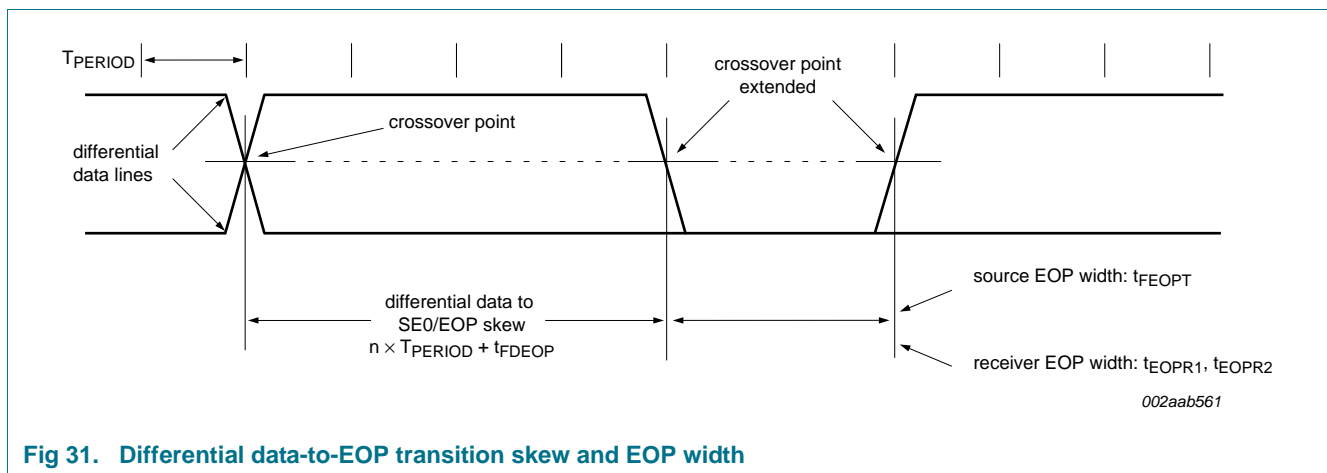 TPERIOD
crossover point
extended
crossover point
differential
data lines
differential data to
SE0/EOP skew
n × TPERIOD + tFDEOP
source EOP width: tFEOPT
receiver EOP width: tEOPR1, tEOPR2
002aab561
Fig 31. Differential data-to-EOP transition skew and EOP width